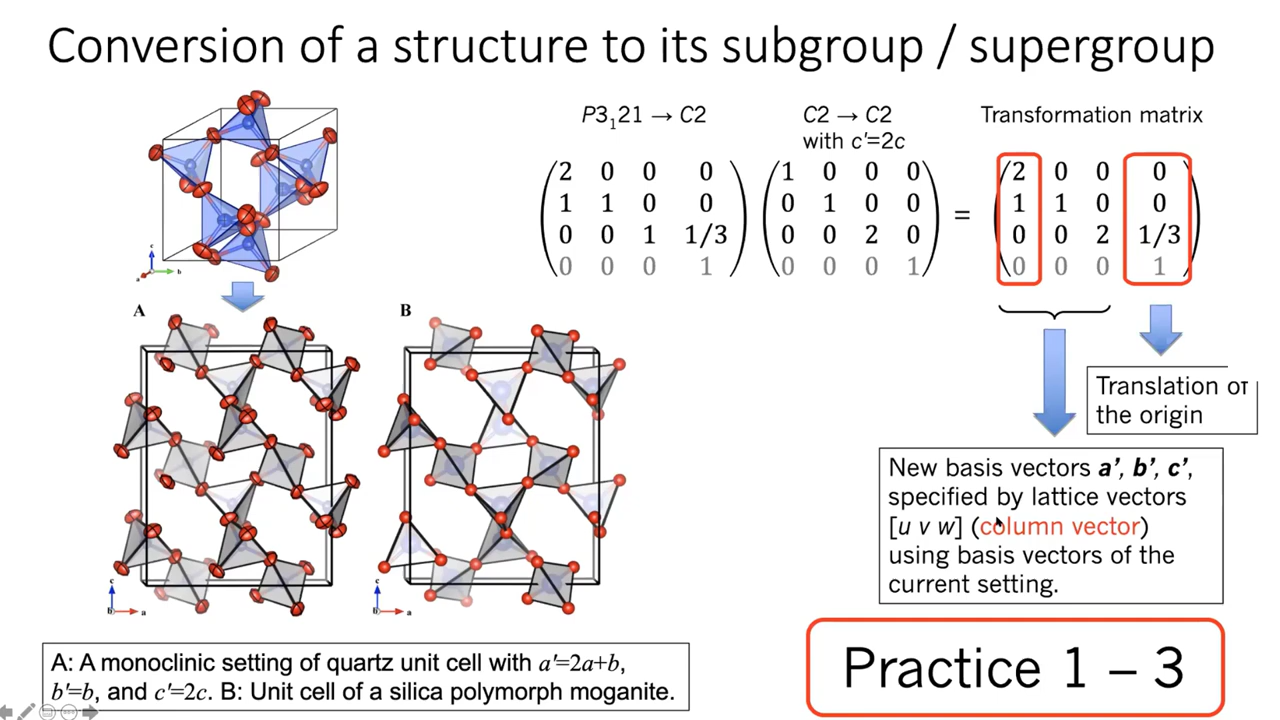 Conversion of a structure to its subgroup / supergroup
P3₁21 → C2
C2 → C2
with c′=2c
Transformation matrix
2 0 0 0
1 1 0 0
0 0 1 1/3
0 0 0 1
1 0 0 0
0 1 0 0
0 0 2 0
0 0 0 1
=
2 0 0 0
1 1 0 0
0 0 2 1/3
0 0 0 1
c
a
b
A
B
Translation of
the origin
New basis vectors a’, b’, c’,
specified by lattice vectors
[u v w] (column vector)
using basis vectors of the
current setting.
c
b
a
c
b
a
A: A monoclinic setting of quartz unit cell with a′=2a+b,
b′=b, and c′=2c. B: Unit cell of a silica polymorph moganite.
Practice 1 – 3